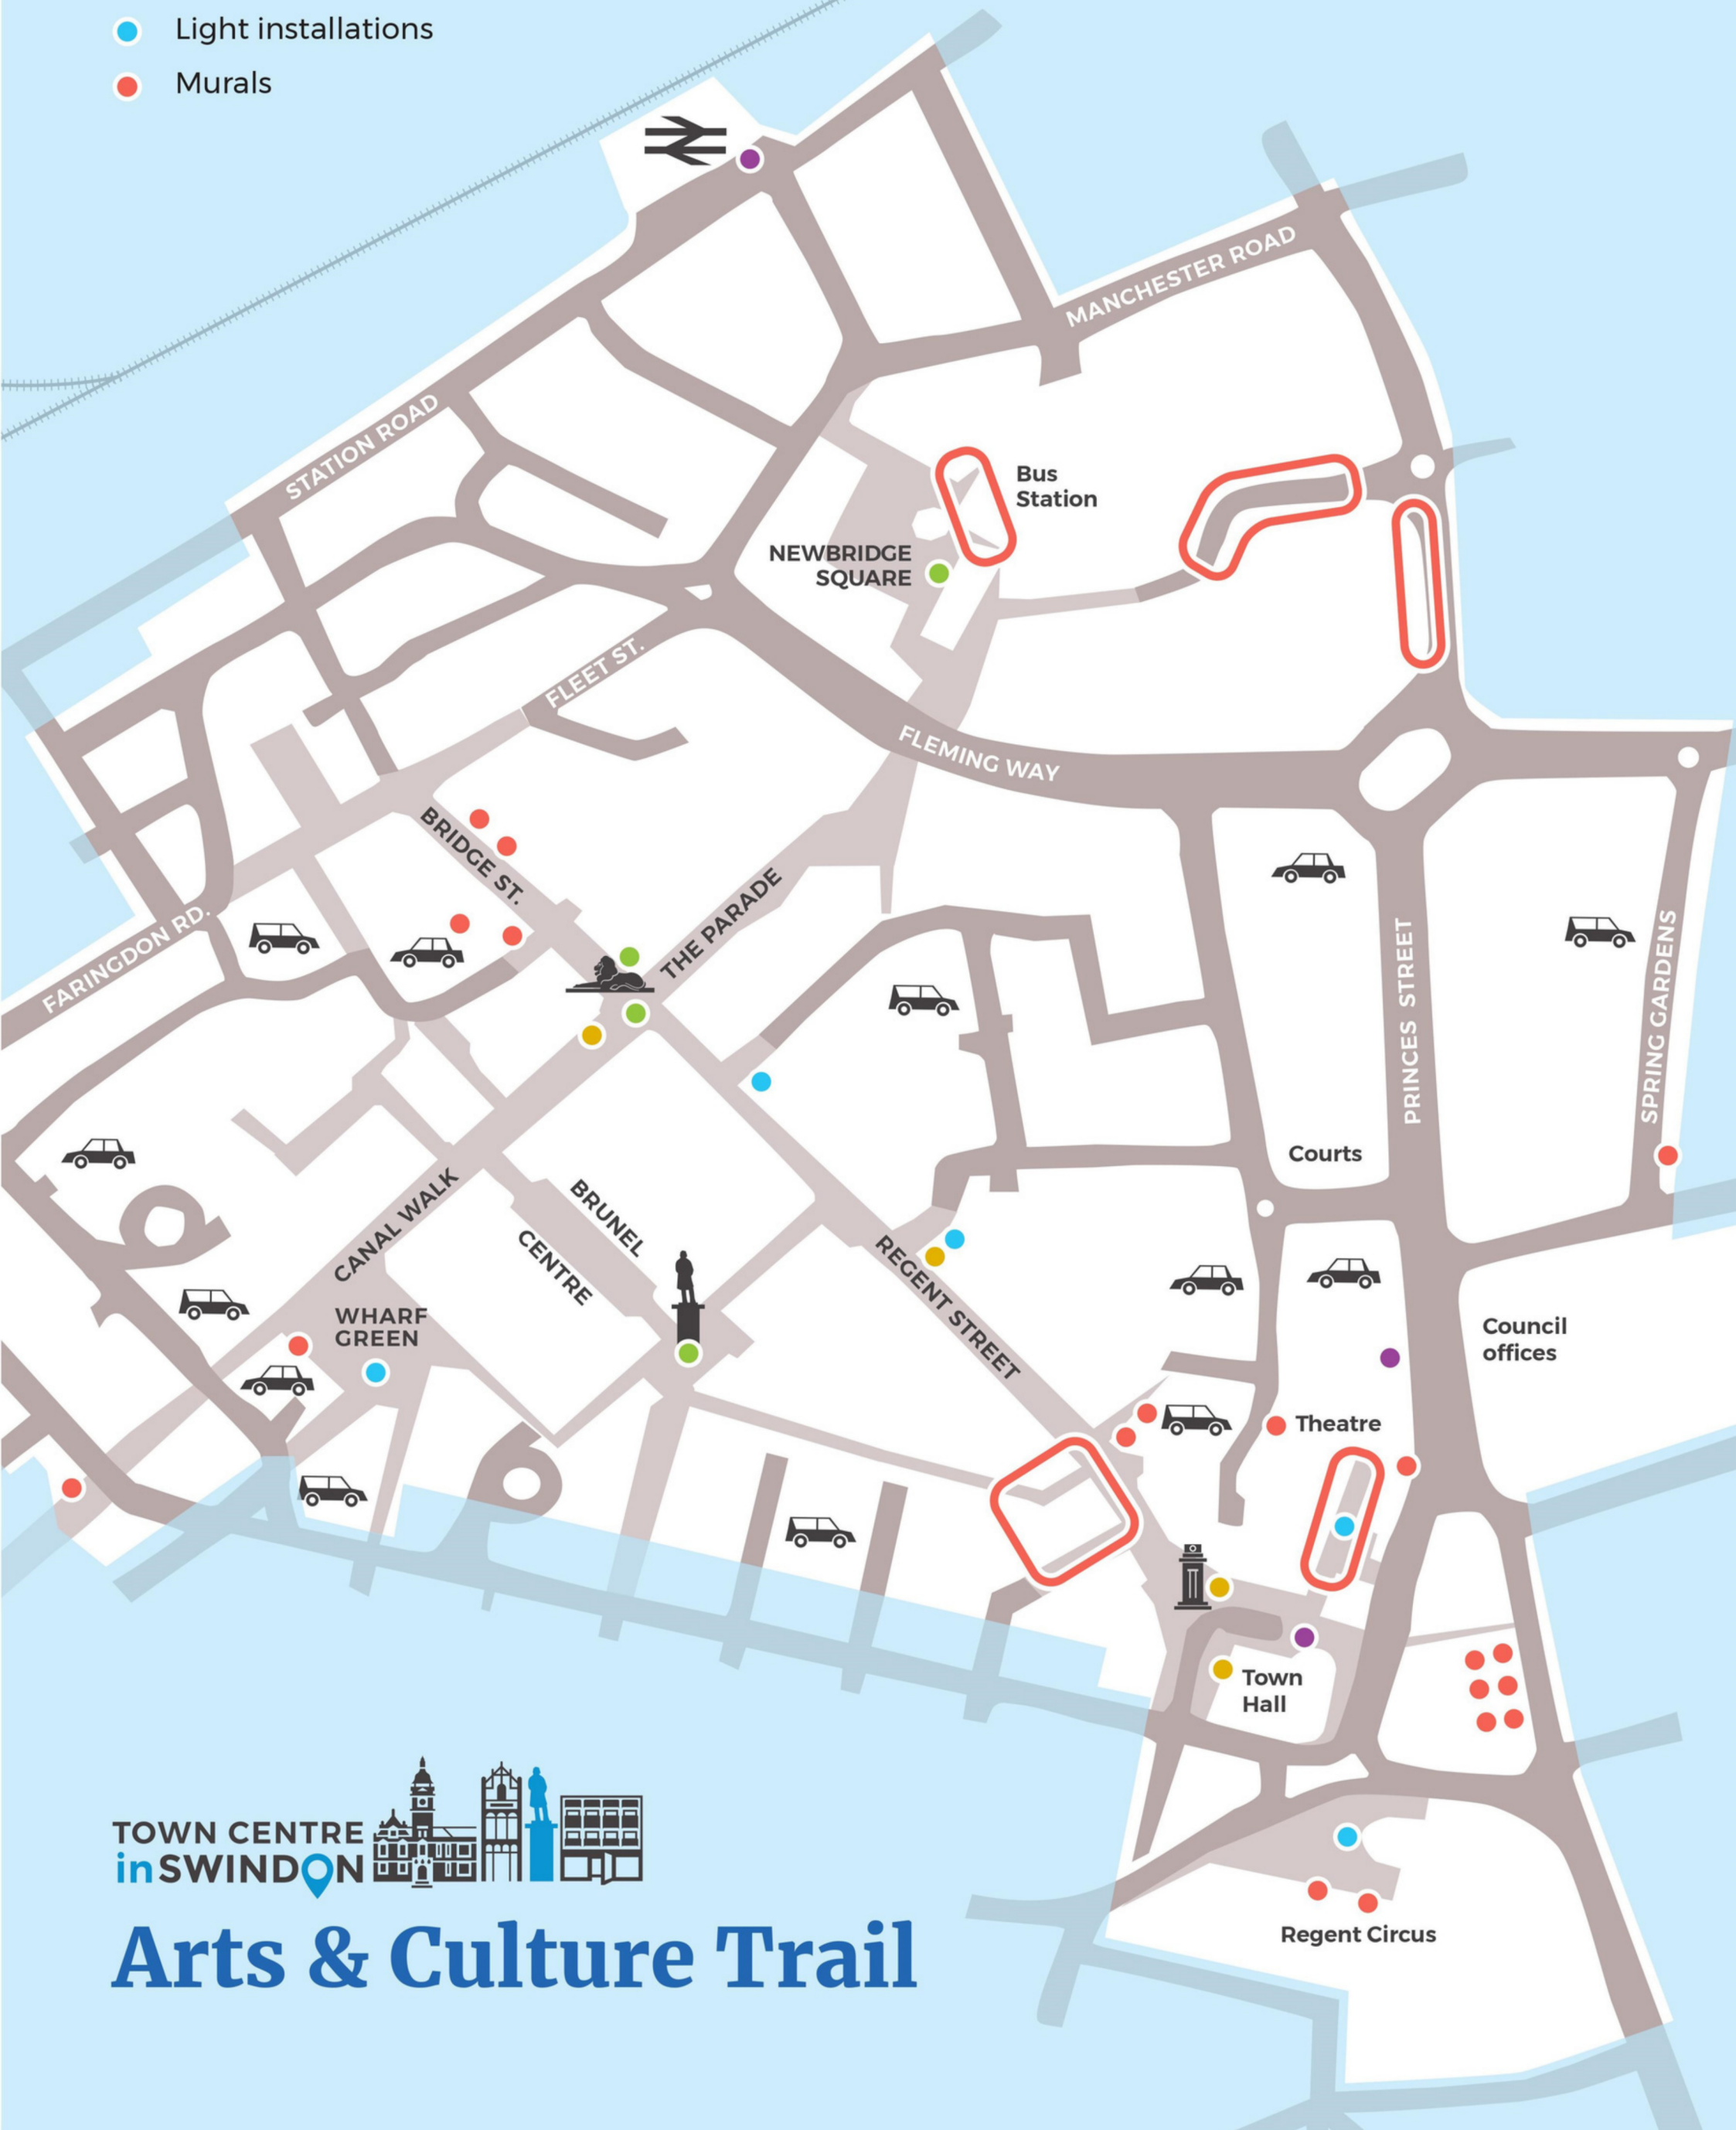 Light installations
Murals
MANCHESTER ROAD
STATION ROAD
Bus
Station
NEWBRIDGE
SQUARE
FLEET ST.
FLEMING WAY
BRIDGE ST.
THE PARADE
FARINGDON RD.
PRINCES STREET
SPRING GARDENS
Courts
CANAL WALK
BRUNEL
CENTRE
REGENT STREET
WHARF
GREEN
Council
offices
Theatre
Town
Hall
TOWN CENTRE
in SWINDON
Arts & Culture Trail
Regent Circus